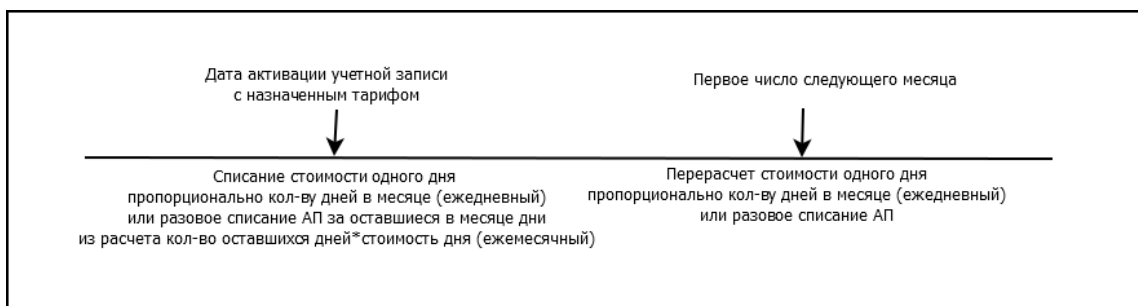 Дата активации учетной записи
с назначенным тарифом
Первое число следующего месяца
Списание стоимости одного дня
пропорционально кол-ву дней в месяце (ежедневный)
или разовое списание АП за оставшиеся в месяце дни
из расчета кол-во оставшихся дней*стоимость дня (ежемесячный)
Перерасчет стоимости одного дня
пропорционально кол-ву дней в месяце (ежедневный)
или разовое списание АП